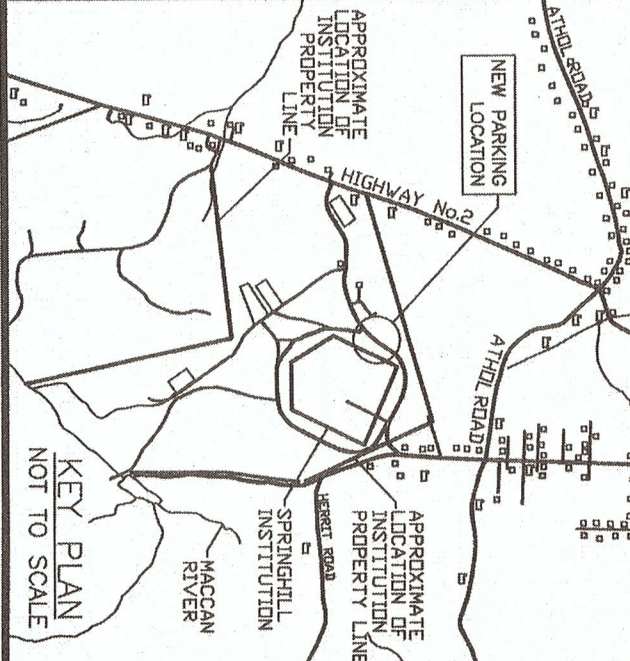 ATHOL ROAD
APPROXIMATE
LOCATION OF
INSTITUTION
PROPERTY
LINE
NEW PARKING
LOCATION
HIGHWAY No.2
ATHOL ROAD
APPROXIMATE
LOCATION OF
INSTITUTION
PROPERTY LINE
HERRIT ROAD
SPRINGHILL
INSTITUTION
MACCAN
RIVER
KEY PLAN
NOT TO SCALE